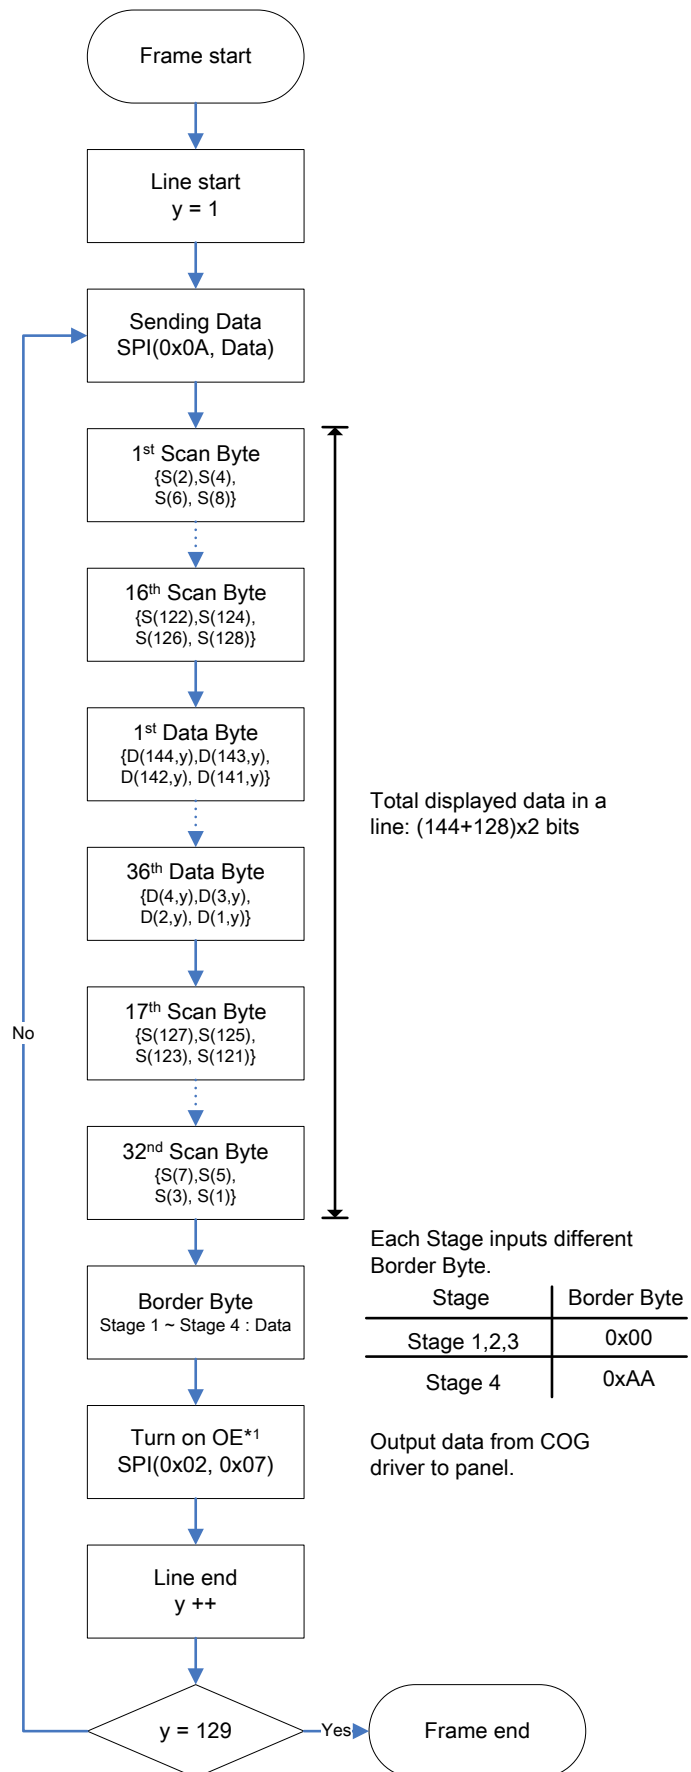 Frame start
Line start
y = 1
Sending Data
SPI(0x0A, Data)
1st Scan Byte
{S(2),S(4),
S(6), S(8)}
16th Scan Byte
{S(122),S(124),
S(126), S(128)}
1st Data Byte
{D(144,y),D(143,y),
D(142,y), D(141,y)}
Total displayed data in a
line: (144+128)x2 bits
36th Data Byte
{D(4,y),D(3,y),
D(2,y), D(1,y)}
17th Scan Byte
{S(127),S(125),
S(123), S(121)}
No
32nd Scan Byte
{S(7),S(5),
S(3), S(1)}
Each Stage inputs different
Border Byte.
Stage Border Byte
Stage 1,2,3 0x00
Stage 4 0xAA
Border Byte
Stage 1 ~ Stage 4 : Data
Turn on OE*1
SPI(0x02, 0x07)
Output data from COG
driver to panel.
Line end
y ++
y = 129
Yes
Frame end